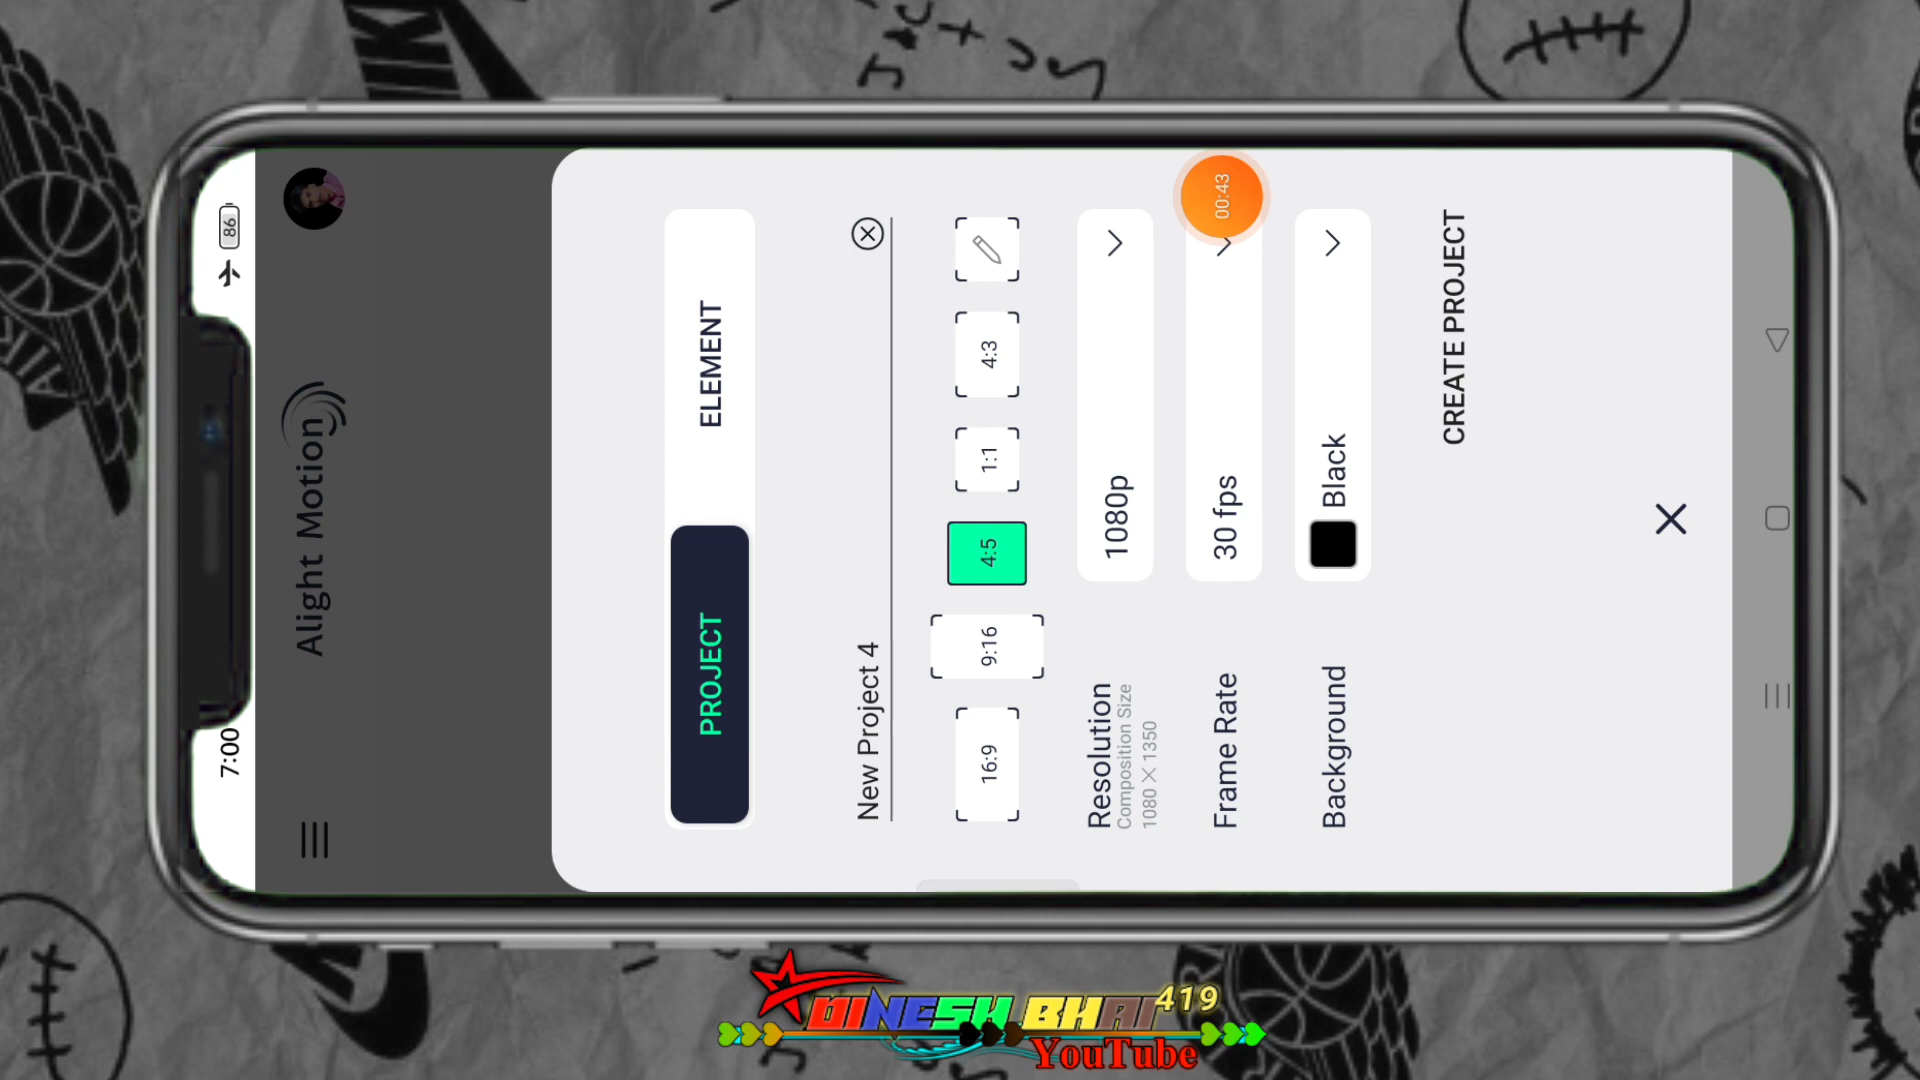 7:00
86
Alight Motion
PROJECT
ELEMENT
New Project 4
16:9
9:16
4:5
1:1
4:3
Resolution
Composition Size
1080 X 1350
1080p
Frame Rate
30 fps
00:43
Background
Black
CREATE PROJECT
DINESH BHAI 419
YouTube